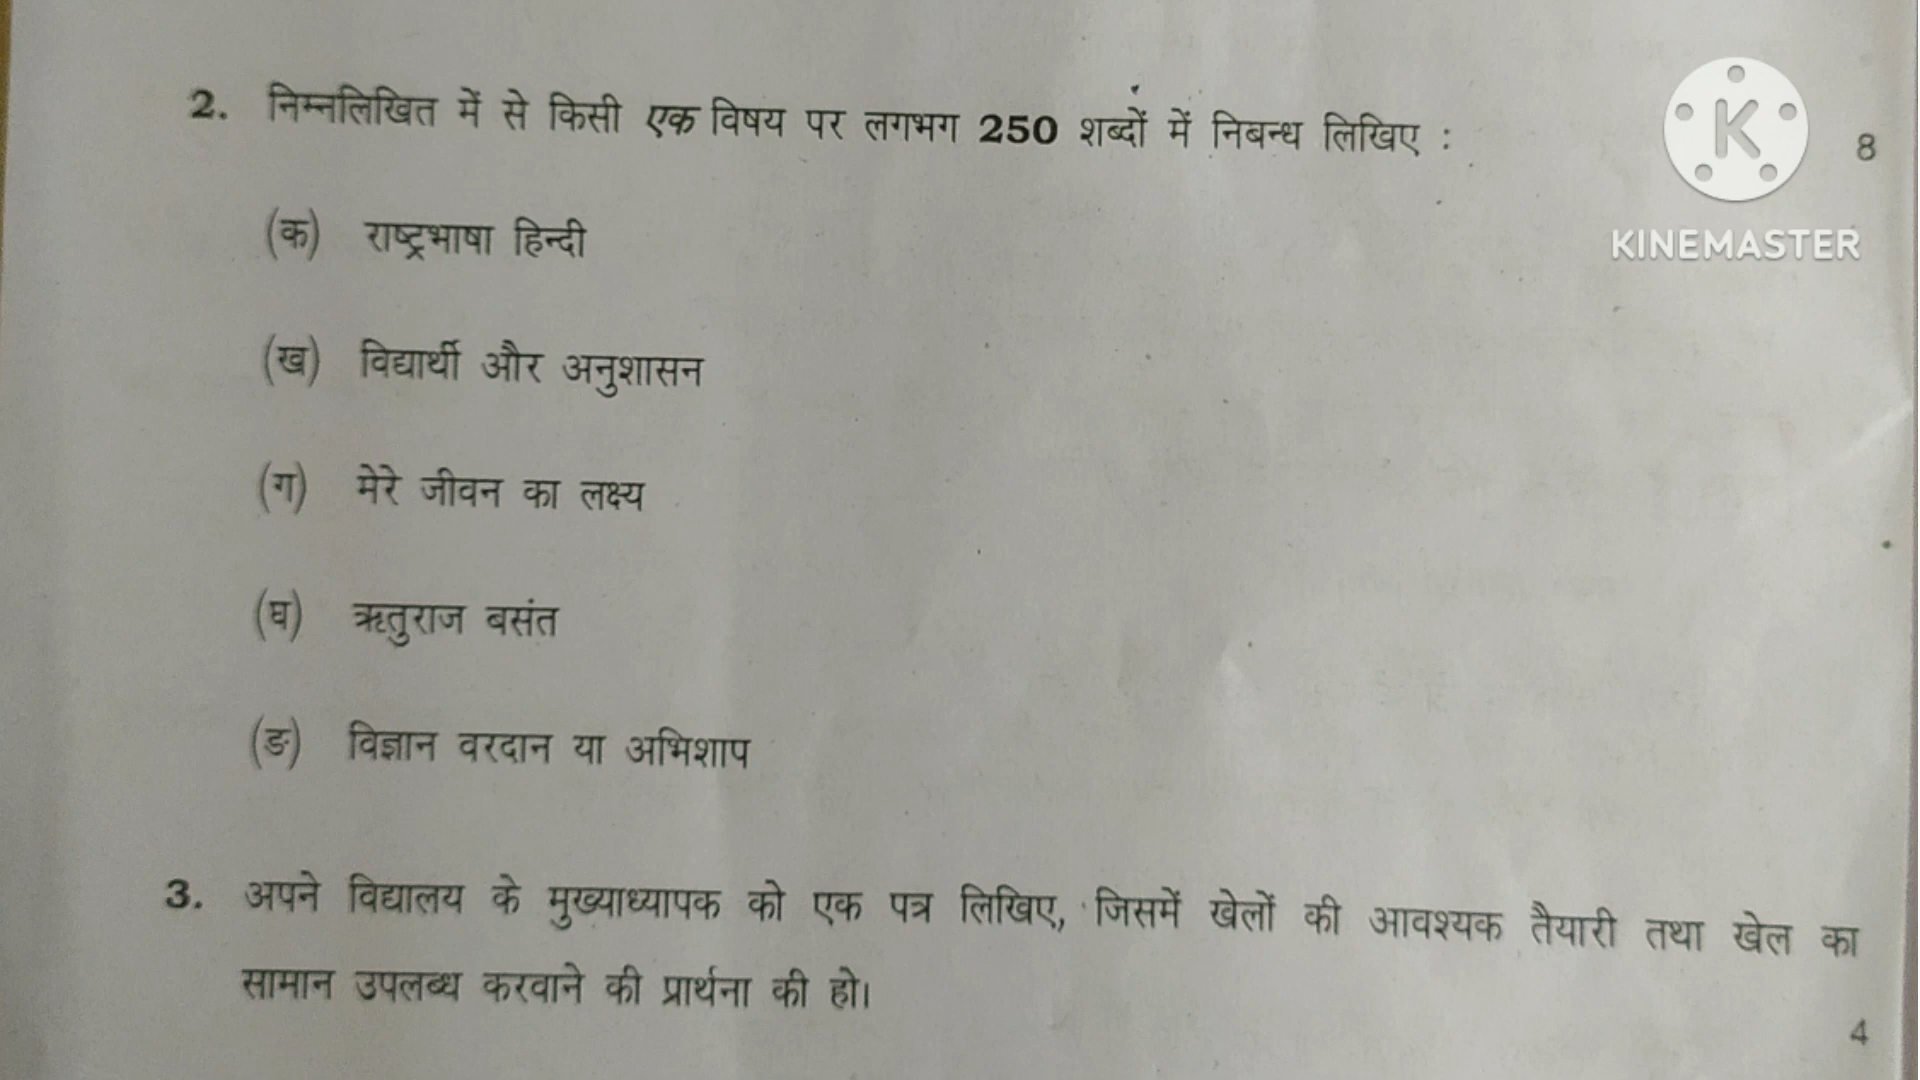 2. निम्नलिखित में से किसी एक विषय पर लगभग 250 शब्दों में निबन्ध लिखिए :
8
K
KINEMASTER
(क) राष्ट्रभाषा हिन्दी
(ख) विद्यार्थी और अनुशासन
(ग) मेरे जीवन का लक्ष्य
(घ) ऋतुराज बसंत
(ङ) विज्ञान वरदान या अभिशाप
3. अपने विद्यालय के मुख्याध्यापक को एक पत्र लिखिए, जिसमें खेलों की आवश्यक तैयारी तथा खेल का
सामान उपलब्ध करवाने की प्रार्थना की हो।
4